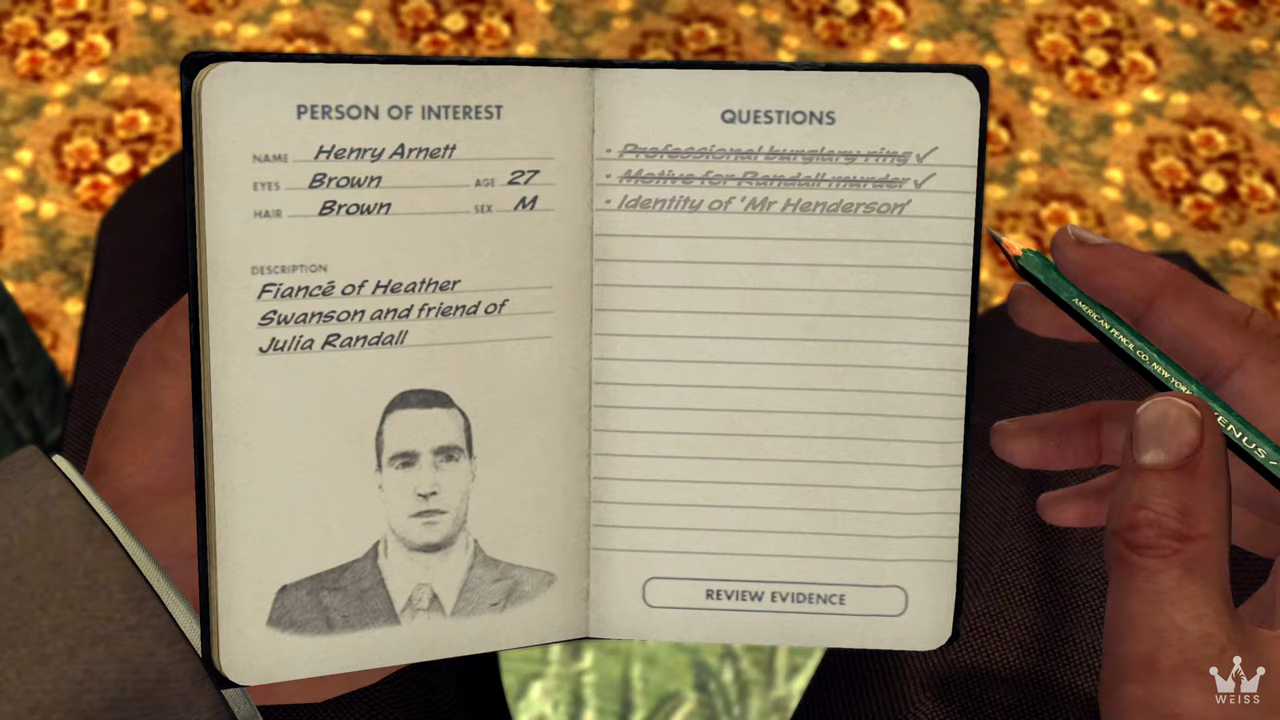 PERSON OF INTEREST
NAME Henry Arnett
EYES Brown AGE 27
HAIR Brown SEX M
DESCRIPTION
Fiancé of Heather
Swanson and friend of
Julia Randall
QUESTIONS
• Professional burglary ring ✓
• Motive for Randall murder ✓
• Identity of 'Mr Henderson'
REVIEW EVIDENCE
AMERICAN PENCIL CO, NEW YORK
VENUS
WEISS